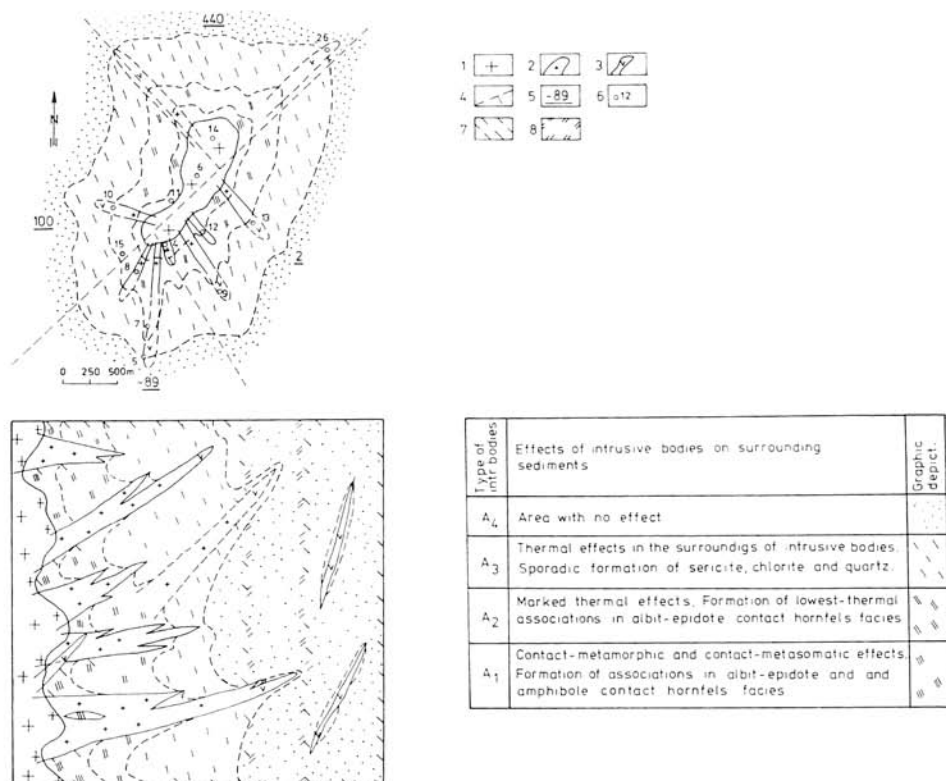 440
26
N
14
6
11
10
100
13
12
15
8
9
2
7
5
0 250 500m
-89
1 +
2
3
4
5 -89
6 o12
7
8
Type of intr bodies
Effects of intrusive bodies on surrounding sediments
Graphic depict.
A4 Area with no effect
A3 Thermal effects in the surroundigs of intrusive bodies.
Sporadic formation of sericite, chlorite and quartz.
A2 Marked thermal effects. Formation of lowest-thermal
associations in albit-epidote contact hornfels facies
A1 Contact-metamorphic and contact-metasomatic effects.
Formation of associations in albit-epidote and and
amphibole contact hornfels facies